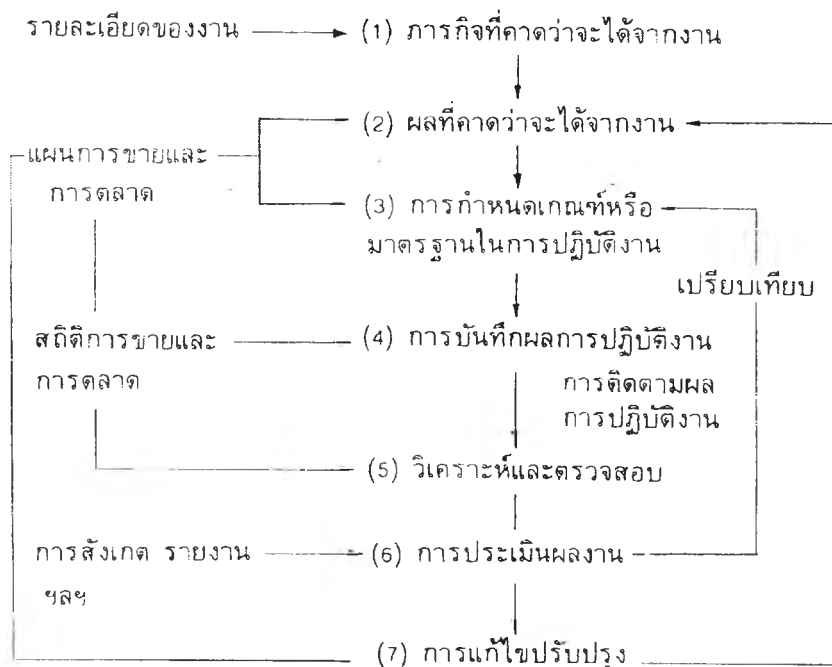 รายละเอียดของงาน
(1) ภารกิจที่คาดว่าจะได้จากงาน
(2) ผลที่คาดว่าจะได้จากงาน
แผนการขายและ
การตลาด
(3) การกำหนดเกณฑ์หรือ
มาตรฐานในการปฏิบัติงาน
เปรียบเทียบ
สถิติการขายและ
การตลาด
(4) การบันทึกผลการปฏิบัติงาน
การติดตามผล
การปฏิบัติงาน
(5) วิเคราะห์และตรวจสอบ
การสังเกต รายงาน
ฯลฯ
(6) การประเมินผลงาน
(7) การแก้ไขปรับปรุง